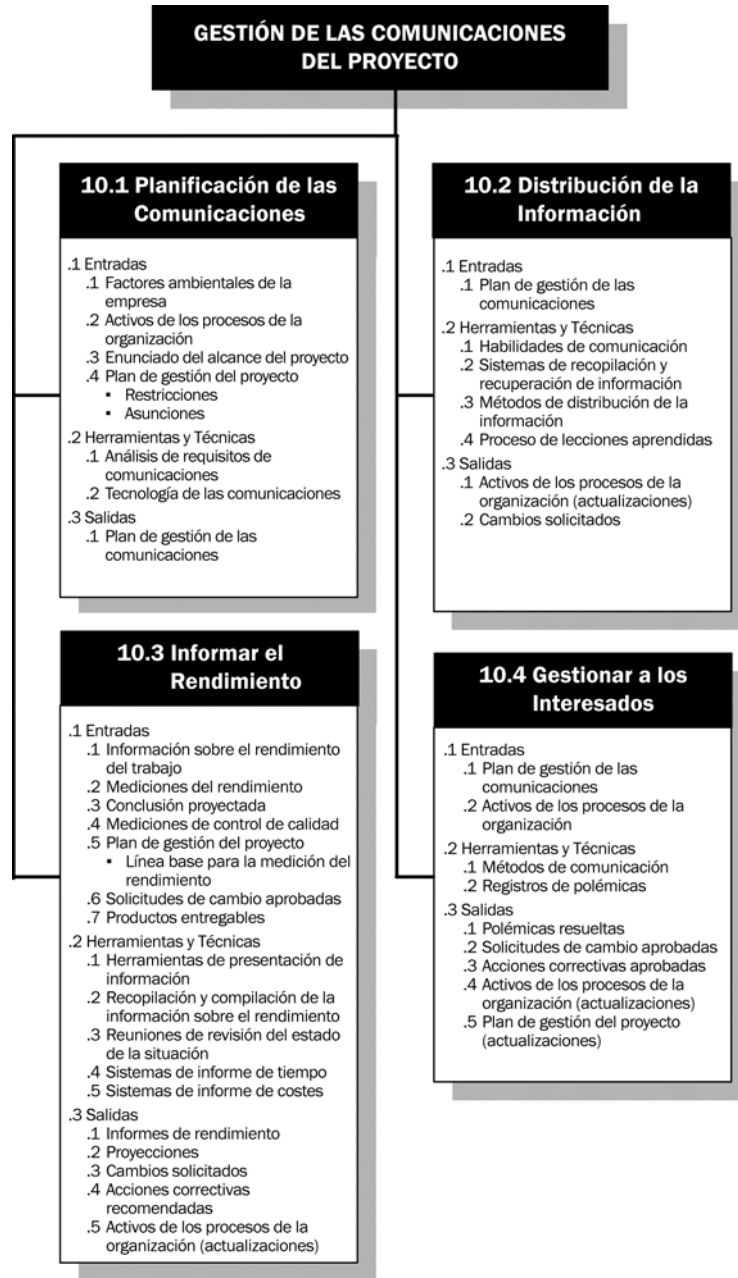 GESTIÓN DE LAS COMUNICACIONES
DEL PROYECTO
10.1 Planificación de las
Comunicaciones
.1 Entradas
.1 Factores ambientales de la
empresa
.2 Activos de los procesos de la
organización
.3 Enunciado del alcance del proyecto
.4 Plan de gestión del proyecto
▪ Restricciones
▪ Asunciones
.2 Herramientas y Técnicas
.1 Análisis de requisitos de
comunicaciones
.2 Tecnología de las comunicaciones
.3 Salidas
.1 Plan de gestión de las
comunicaciones
10.2 Distribución de la
Información
.1 Entradas
.1 Plan de gestión de las
comunicaciones
.2 Herramientas y Técnicas
.1 Habilidades de comunicación
.2 Sistemas de recopilación y
recuperación de información
.3 Métodos de distribución de la
información
.4 Proceso de lecciones aprendidas
.3 Salidas
.1 Activos de los procesos de la
organización (actualizaciones)
.2 Cambios solicitados
10.3 Informar el
Rendimiento
.1 Entradas
.1 Información sobre el rendimiento
del trabajo
.2 Mediciones del rendimiento
.3 Conclusión proyectada
.4 Mediciones de control de calidad
.5 Plan de gestión del proyecto
▪ Línea base para la medición del
rendimiento
.6 Solicitudes de cambio aprobadas
.7 Productos entregables
.2 Herramientas y Técnicas
.1 Herramientas de presentación de
información
.2 Recopilación y compilación de la
información sobre el rendimiento
.3 Reuniones de revisión del estado
de la situación
.4 Sistemas de informe de tiempo
.5 Sistemas de informe de costes
.3 Salidas
.1 Informes de rendimiento
.2 Proyecciones
.3 Cambios solicitados
.4 Acciones correctivas
recomendadas
.5 Activos de los procesos de la
organización (actualizaciones)
10.4 Gestionar a los
Interesados
.1 Entradas
.1 Plan de gestión de las
comunicaciones
.2 Activos de los procesos de la
organización
.2 Herramientas y Técnicas
.1 Métodos de comunicación
.2 Registros de polémicas
.3 Salidas
.1 Polémicas resueltas
.2 Solicitudes de cambio aprobadas
.3 Acciones correctivas aprobadas
.4 Activos de los procesos de la
organización (actualizaciones)
.5 Plan de gestión del proyecto
(actualizaciones)